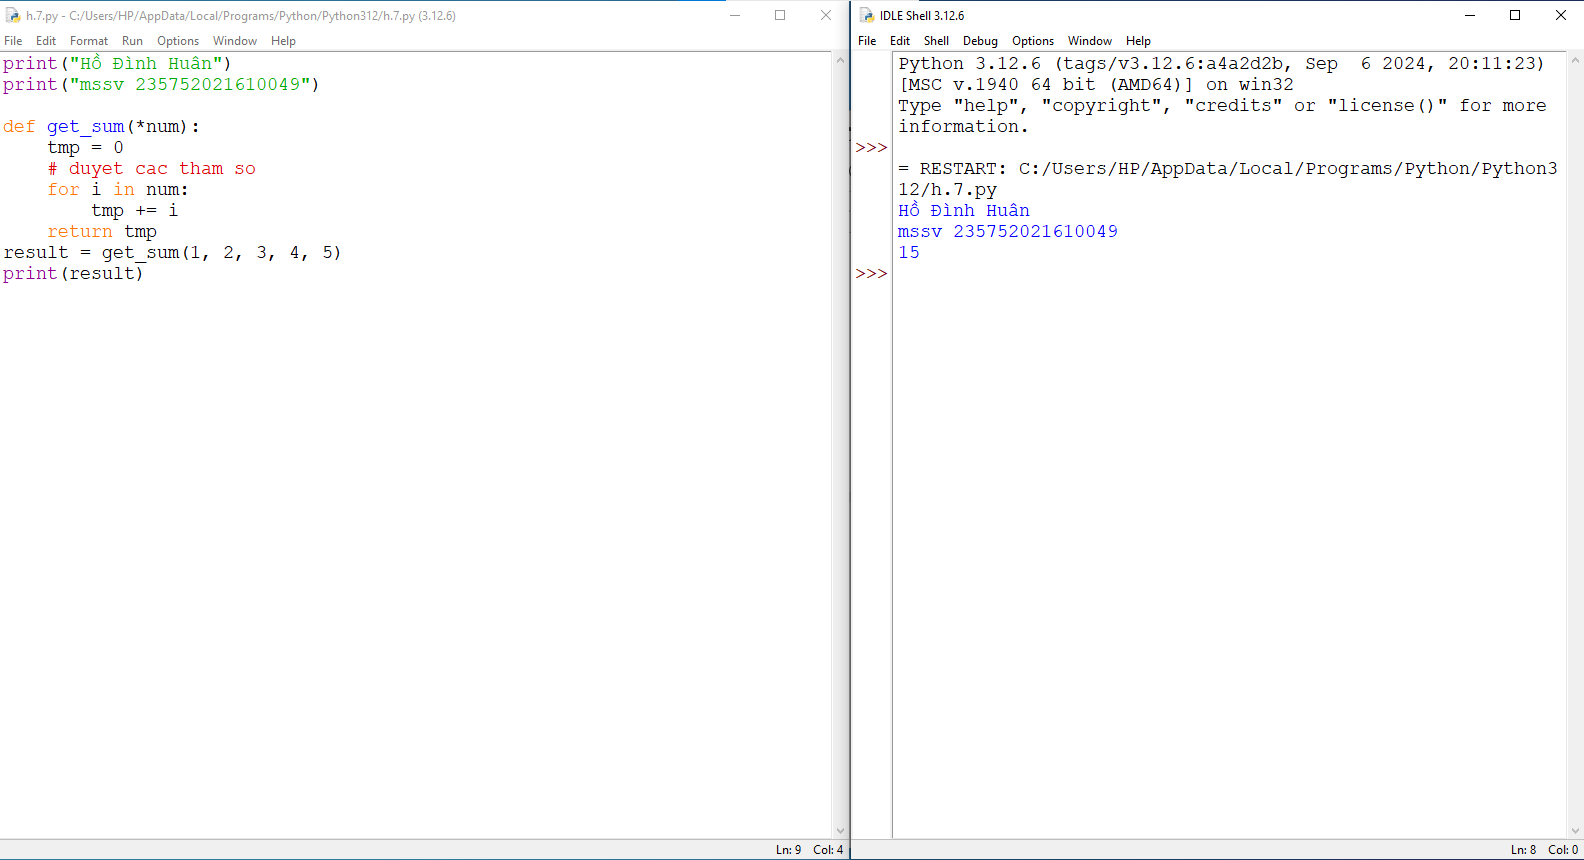 h.7.py - C:/Users/HP/AppData/Local/Programs/Python/Python312/h.7.py (3.12.6)
File Edit Format Run Options Window Help
print("Hồ Đình Huân")
print("mssv 235752021610049")
def get_sum(*num):
    tmp = 0
    # duyet cac tham so
    for i in num:
        tmp += i
    return tmp
result = get_sum(1, 2, 3, 4, 5)
print(result)
Ln: 9 Col: 4
IDLE Shell 3.12.6
File Edit Shell Debug Options Window Help
Python 3.12.6 (tags/v3.12.6:a4a2d2b, Sep  6 2024, 20:11:23)
[MSC v.1940 64 bit (AMD64)] on win32
Type "help", "copyright", "credits" or "license()" for more
information.
>>>
= RESTART: C:/Users/HP/AppData/Local/Programs/Python/Python3
12/h.7.py
Hồ Đình Huân
mssv 235752021610049
15
>>>
Ln: 8 Col: 0